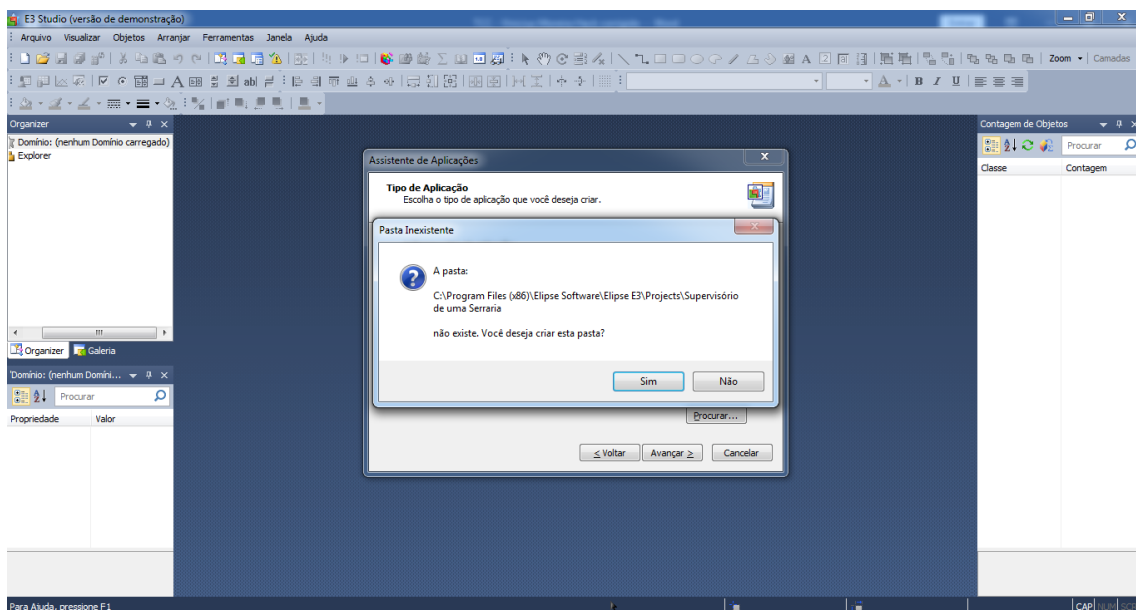 E3 Studio (versão de demonstração)
Arquivo Visualizar Objetos Arranjar Ferramentas Janela Ajuda
Zoom Camadas
Organizer
Domínio: (nenhum Domínio carregado)
Explorer
Organizer Galeria
'Domínio: (nenhum Domíni...
Procurar
Propriedade Valor
Assistente de Aplicações
Tipo de Aplicação
Escolha o tipo de aplicação que você deseja criar.
Pasta Inexistente
A pasta:
C:\Program Files (x86)\Elipse Software\Elipse E3\Projects\Supervisório
de uma Serraria
não existe. Você deseja criar esta pasta?
Sim Não
Procurar...
< Voltar Avançar > Cancelar
Contagem de Objetos
Procurar
Classe Contagem
Para Ajuda, pressione F1
CAP NUM